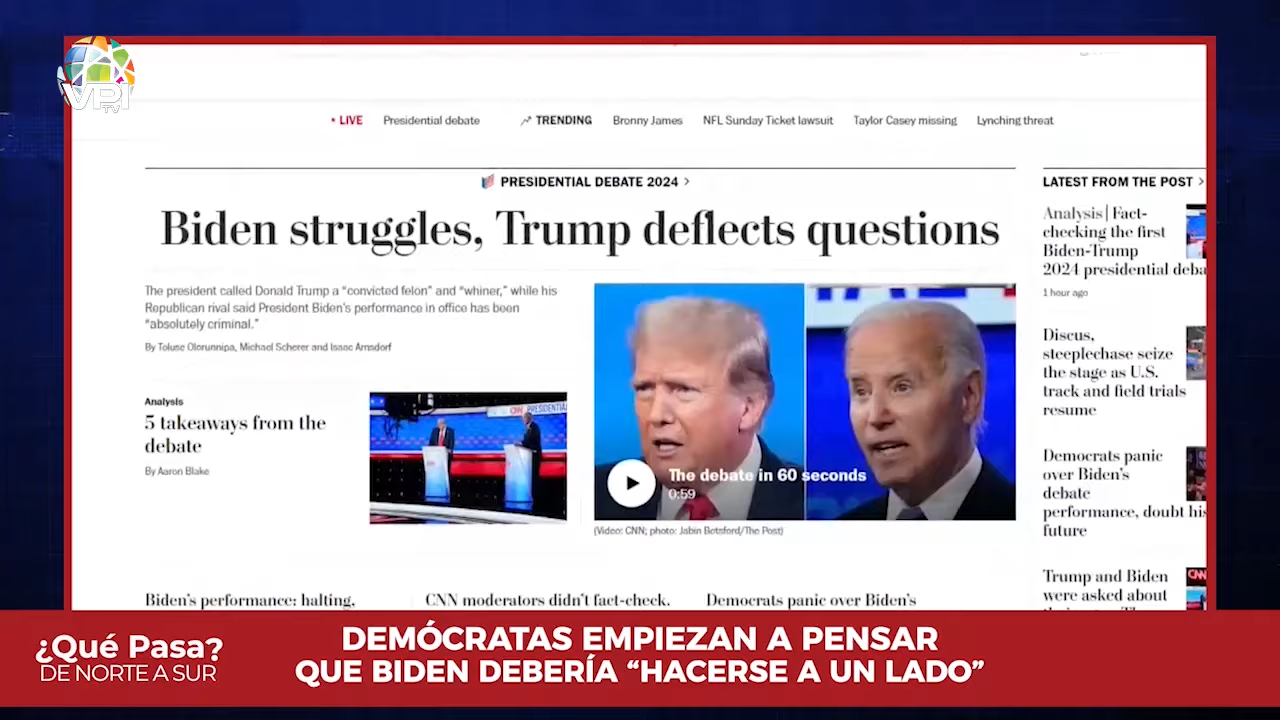 VPI
TV
• LIVE Presidential debate TRENDING Bronny James NFL Sunday Ticket lawsuit Taylor Casey missing Lynching threat
PRESIDENTIAL DEBATE 2024 >
Biden struggles, Trump deflects questions
The president called Donald Trump a “convicted felon” and “whiner,” while his
Republican rival said President Biden’s performance in office has been
“absolutely criminal.”
By Toluse Olorunnipa, Michael Scherer and Isaac Arnsdorf
Analysis
5 takeaways from the
debate
By Aaron Blake
CNN PRESIDENTIAL
The debate in 60 seconds
0:59
(Video: CNN; photo: Jabin Botsford/The Post)
LATEST FROM THE POST >
Analysis| Fact-
checking the first
Biden-Trump
2024 presidential deba
1 hour ago
Discus,
steeplechase seize
the stage as U.S.
track and field trials
resume
Democrats panic
over Biden’s
debate
performance, doubt his
future
Trump and Biden
were asked about
CNN
Biden’s performance: halting,
CNN moderators didn’t fact-check.
Democrats panic over Biden’s
¿Qué Pasa?
DE NORTE A SUR
DEMÓCRATAS EMPIEZAN A PENSAR
QUE BIDEN DEBERÍA “HACERSE A UN LADO”